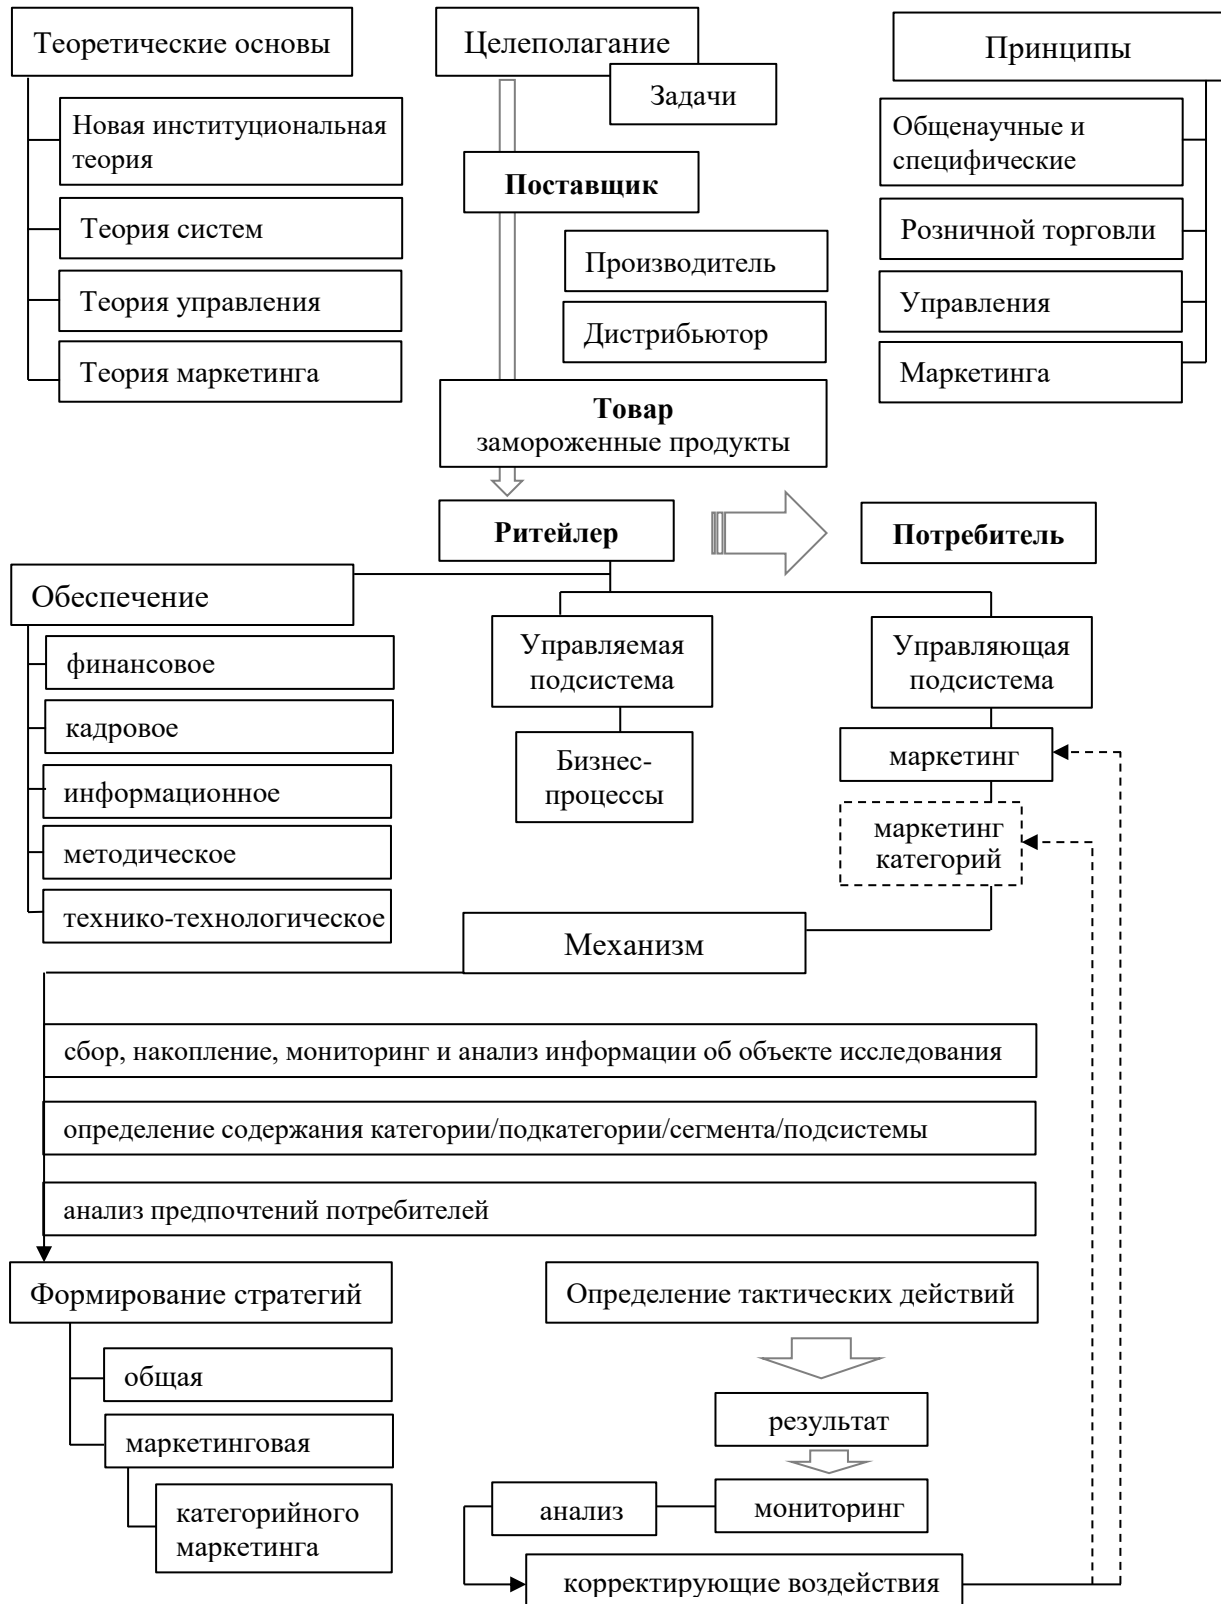 Теоретические основы
Целеполагание
Принципы
Задачи
Новая институциональная
теория
Теория систем
Теория управления
Теория маркетинга
Поставщик
Производитель
Дистрибьютор
Товар
замороженные продукты
Общенаучные и
специфические
Розничной торговли
Управления
Маркетинга
Ритейлер
Потребитель
Обеспечение
финансовое
кадровое
информационное
методическое
технико-технологическое
Управляемая
подсистема
Бизнес-
процессы
Управляющая
подсистема
маркетинг
маркетинг
категорий
Механизм
сбор, накопление, мониторинг и анализ информации об объекте исследования
определение содержания категории/подкатегории/сегмента/подсистемы
анализ предпочтений потребителей
Формирование стратегий
общая
маркетинговая
категорийного
маркетинга
Определение тактических действий
результат
мониторинг
анализ
корректирующие воздействия